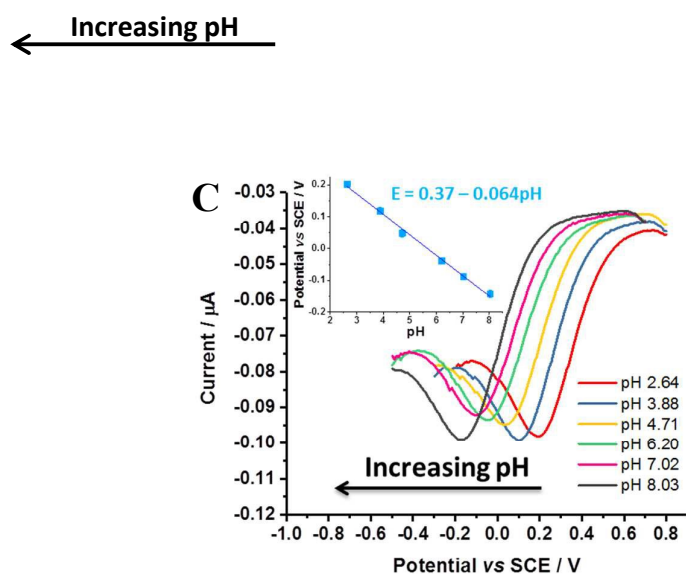 Increasing pH
C
E = 0.37 – 0.064pH
Potential vs SCE / V
0.2
0.1
0.0
-0.1
-0.2
2 3 4 5 6 7 8
pH
Current / µA
-0.03
-0.04
-0.05
-0.06
-0.07
-0.08
-0.09
-0.10
-0.11
-0.12
pH 2.64
pH 3.88
pH 4.71
pH 6.20
pH 7.02
pH 8.03
Increasing pH
-1.0 -0.8 -0.6 -0.4 -0.2 0.0 0.2 0.4 0.6 0.8
Potential vs SCE / V